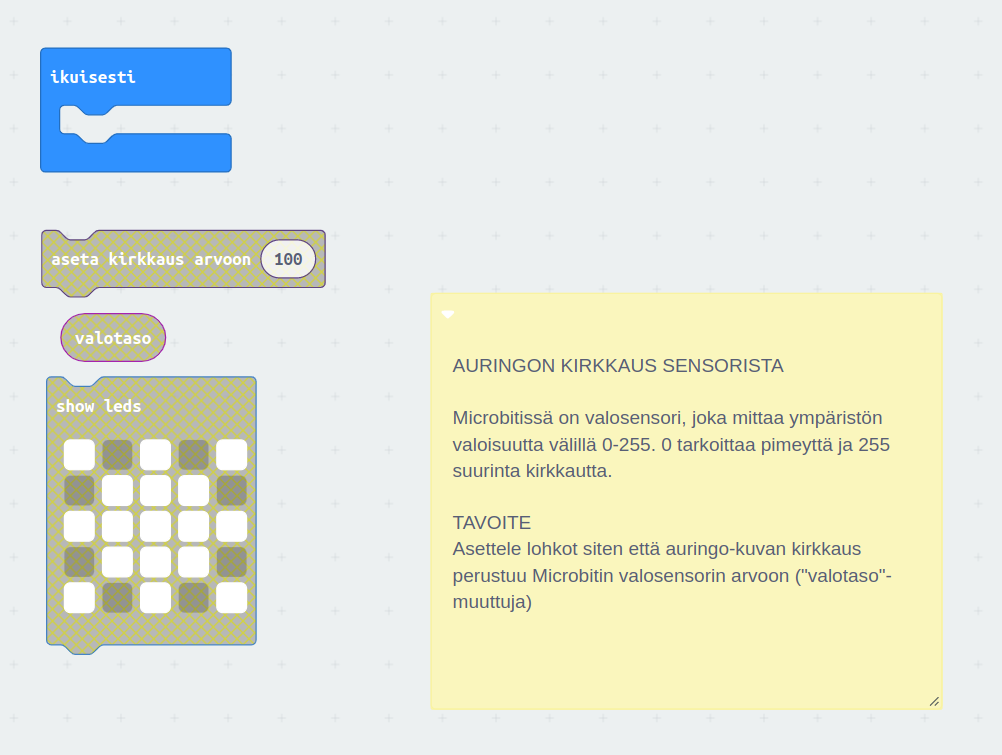 ikuisesti
aseta kirkkaus arvoon 100
valotaso
show leds
AURINGON KIRKKAUS SENSORISTA
Microbitissä on valosensori, joka mittaa ympäristön
valoisuutta välillä 0-255. 0 tarkoittaa pimeyttä ja 255
suurinta kirkkautta.
TAVOITE
Asettele lohkot siten että auringo-kuvan kirkkaus
perustuu Microbitin valosensorin arvoon ("valotaso"-
muuttuja)